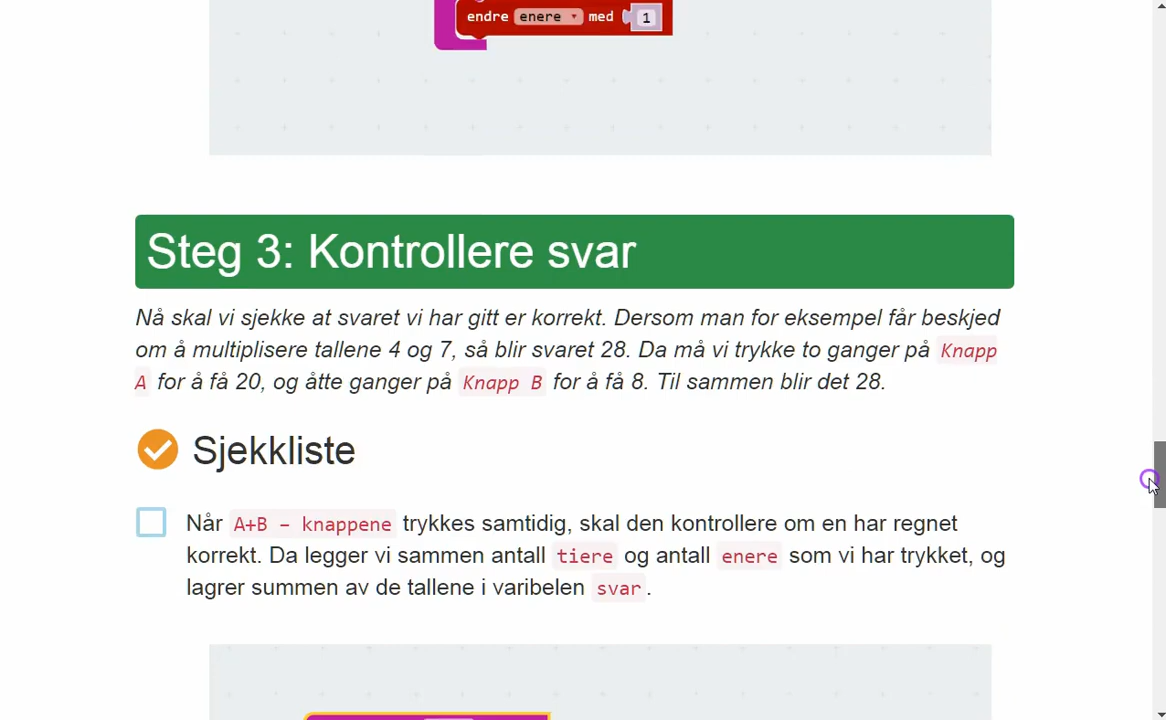 endre enere med 1
Steg 3: Kontrollere svar
Nå skal vi sjekke at svaret vi har gitt er korrekt. Dersom man for eksempel får beskjed
om å multiplisere tallene 4 og 7, så blir svaret 28. Da må vi trykke to ganger på Knapp
A for å få 20, og åtte ganger på Knapp B for å få 8. Til sammen blir det 28.
Sjekkliste
Når A+B - knappene trykkes samtidig, skal den kontrollere om en har regnet
korrekt. Da legger vi sammen antall tiere og antall enere som vi har trykket, og
lagrer summen av de tallene i varibelen svar.